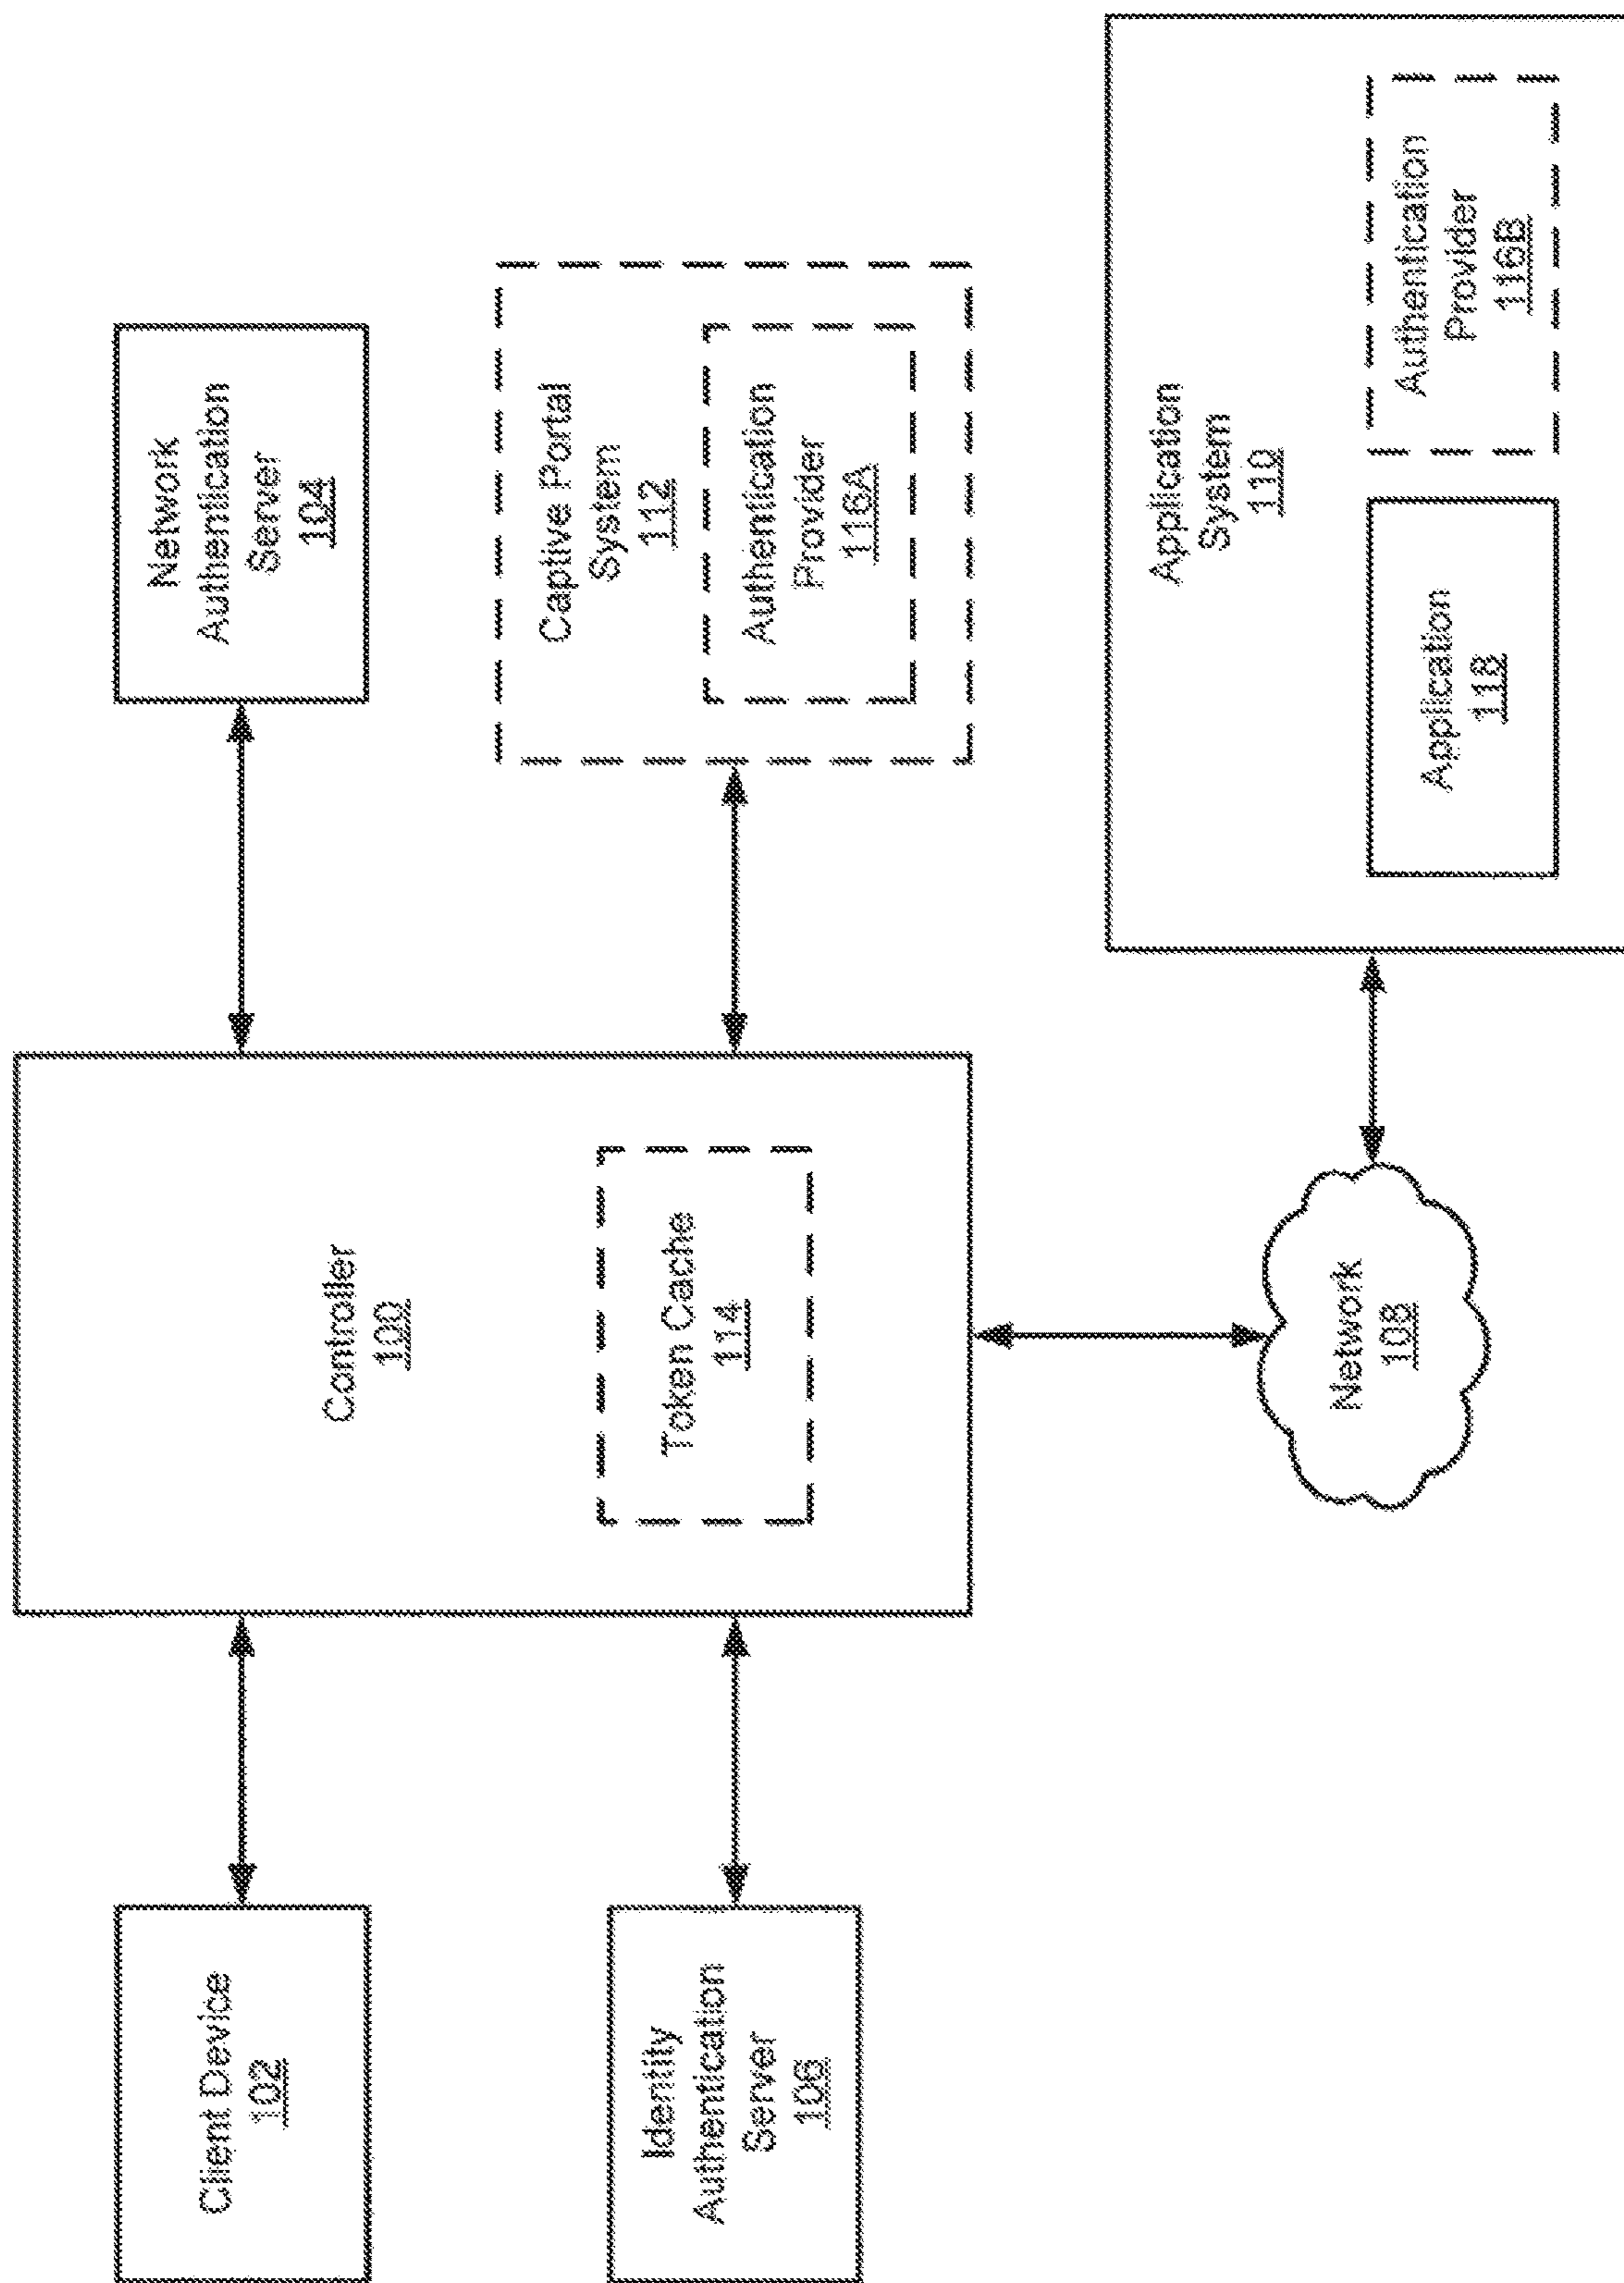 Client Device
102
Controller
100
Network
Authentication
Server
104
Identity
Authentication
Server
106
Token Cache
114
Captive Portal
System
112
Authentication
Provider
116A
Network
108
Application
System
110
Application
118
Authentication
Provider
116B